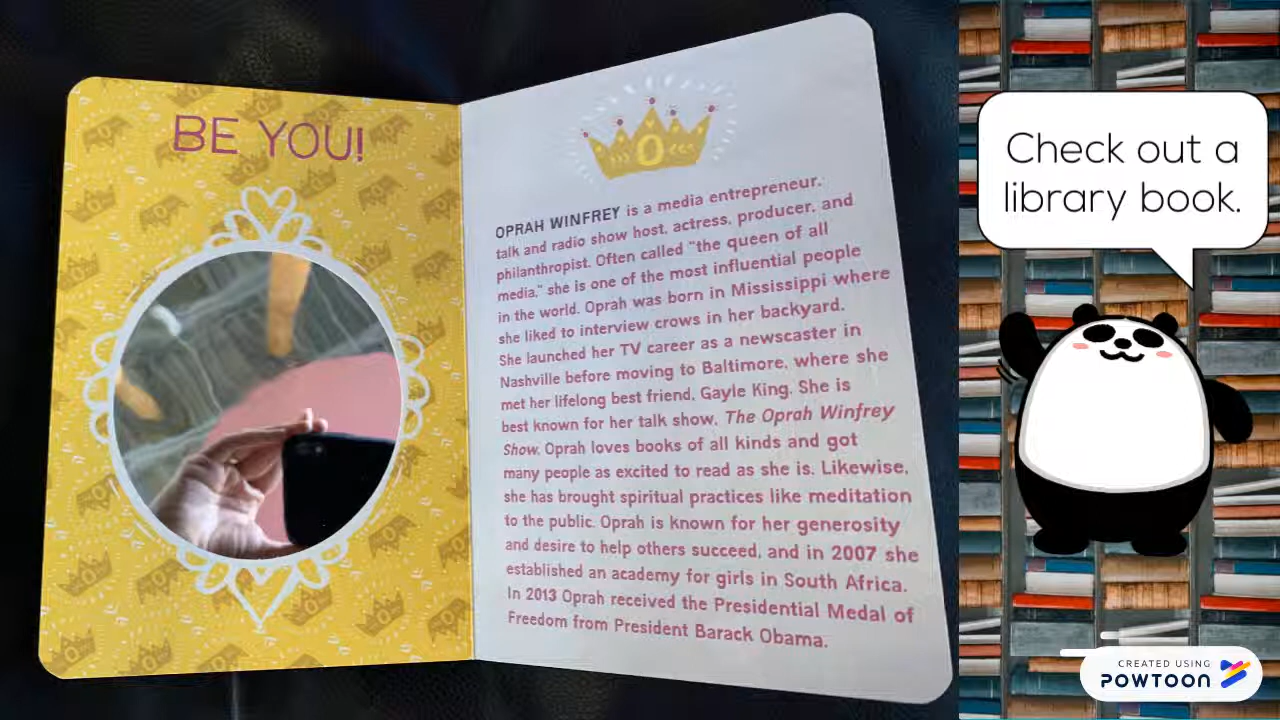 BE YOU!
O
OPRAH WINFREY is a media entrepreneur,
talk and radio show host, actress, producer, and
philanthropist. Often called "the queen of all
media," she is one of the most influential people
in the world. Oprah was born in Mississippi where
she liked to interview crows in her backyard.
She launched her TV career as a newscaster in
Nashville before moving to Baltimore, where she
met her lifelong best friend, Gayle King. She is
best known for her talk show, The Oprah Winfrey
Show. Oprah loves books of all kinds and got
many people as excited to read as she is. Likewise,
she has brought spiritual practices like meditation
to the public. Oprah is known for her generosity
and desire to help others succeed, and in 2007 she
established an academy for girls in South Africa.
In 2013 Oprah received the Presidential Medal of
Freedom from President Barack Obama.
Check out a
library book.
CREATED USING
POWTOON